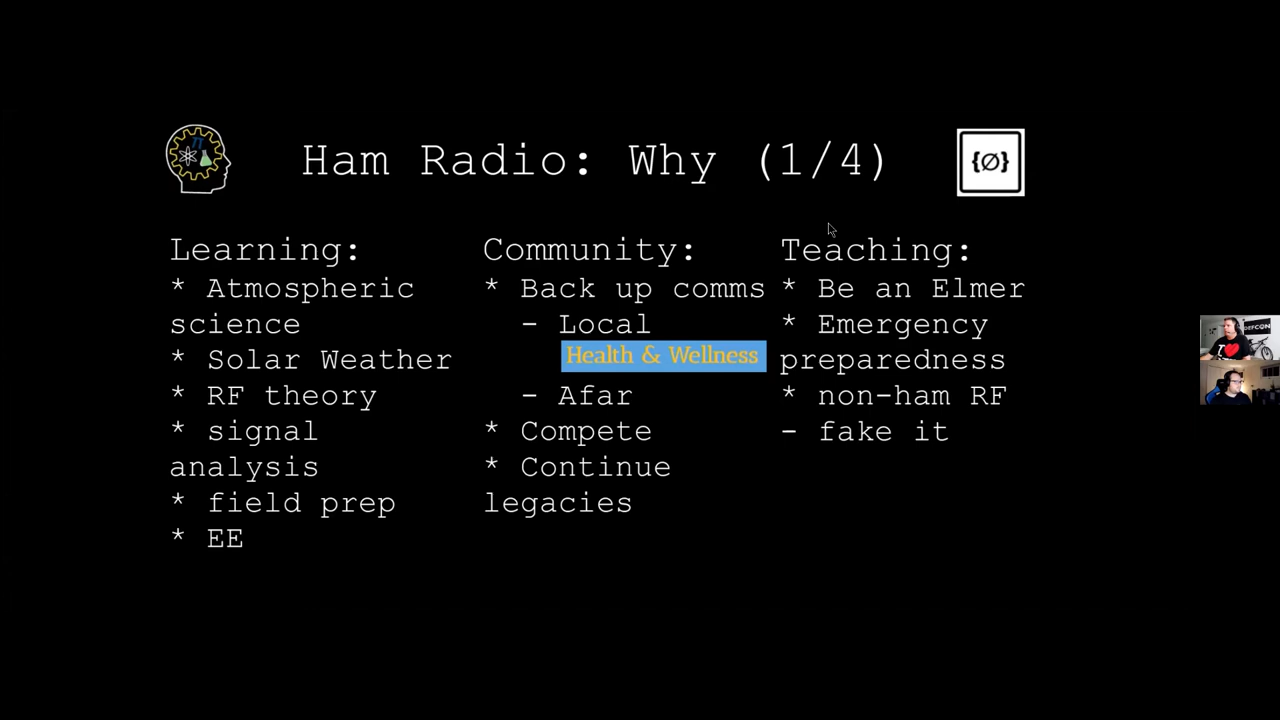 Ham Radio: Why (1/4)
{Ø}
Learning:
* Atmospheric
science
* Solar Weather
* RF theory
* signal
analysis
* field prep
* EE
Community:
* Back up comms
- Local
Health & Wellness
- Afar
* Compete
* Continue
legacies
Teaching:
* Be an Elmer
* Emergency
preparedness
* non-ham RF
- fake it
DEFCON
I